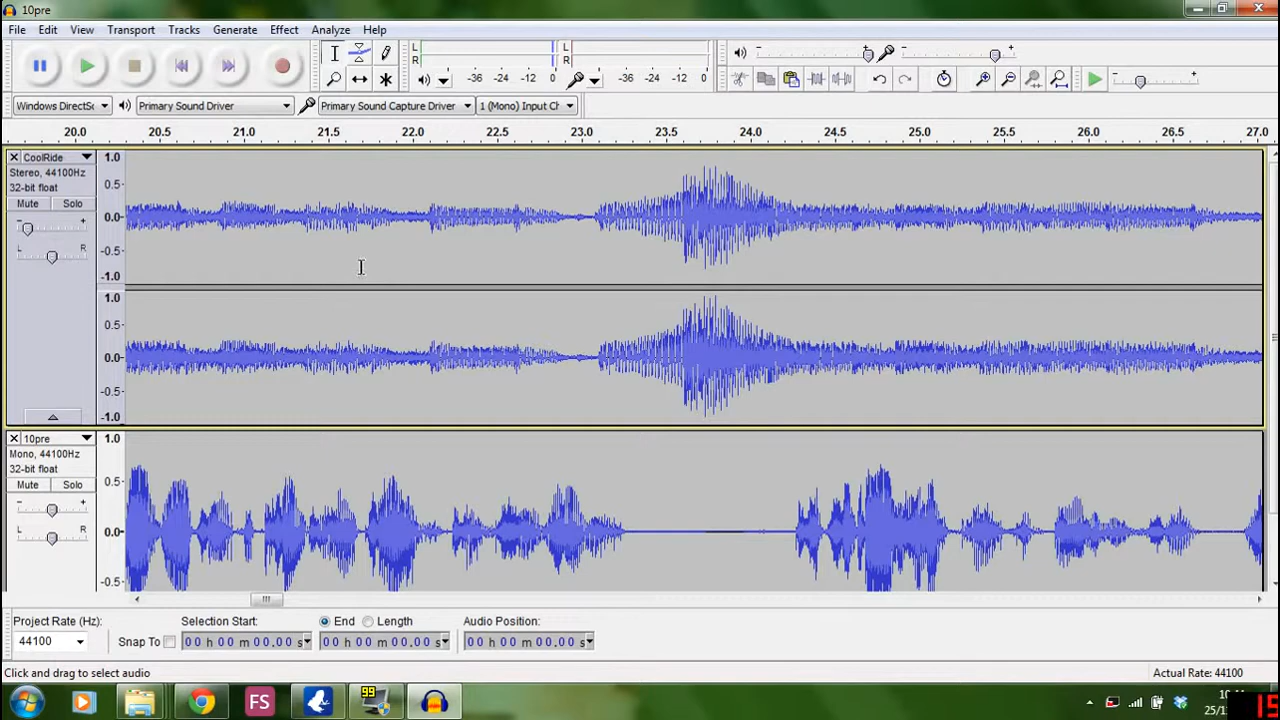 10pre
File Edit View Transport Tracks Generate Effect Analyze Help
L L
R R
-36 -24 -12 0 -36 -24 -12
Windows DirectSo Primary Sound Driver Primary Sound Capture Driver 1 (Mono) Input Ch
20.0 20.5 21.0 21.5 22.0 22.5 23.0 23.5 24.0 24.5 25.0 25.5 26.0 26.5 27.0
CoolRide 1.0
Stereo, 44100Hz
32-bit float 0.5
Mute Solo
- + 0.0
L R -0.5
-1.0
1.0
0.5
0.0
-0.5
-1.0
10pre 1.0
Mono, 44100Hz
32-bit float
Mute Solo 0.5
- +
L R 0.0
-0.5
Project Rate (Hz): Selection Start: End Length Audio Position:
44100 Snap To 00 h 00 m 00.00 s 00 h 00 m 00.00 s 00 h 00 m 00.00 s
Click and drag to select audio Actual Rate: 44100
FS 99